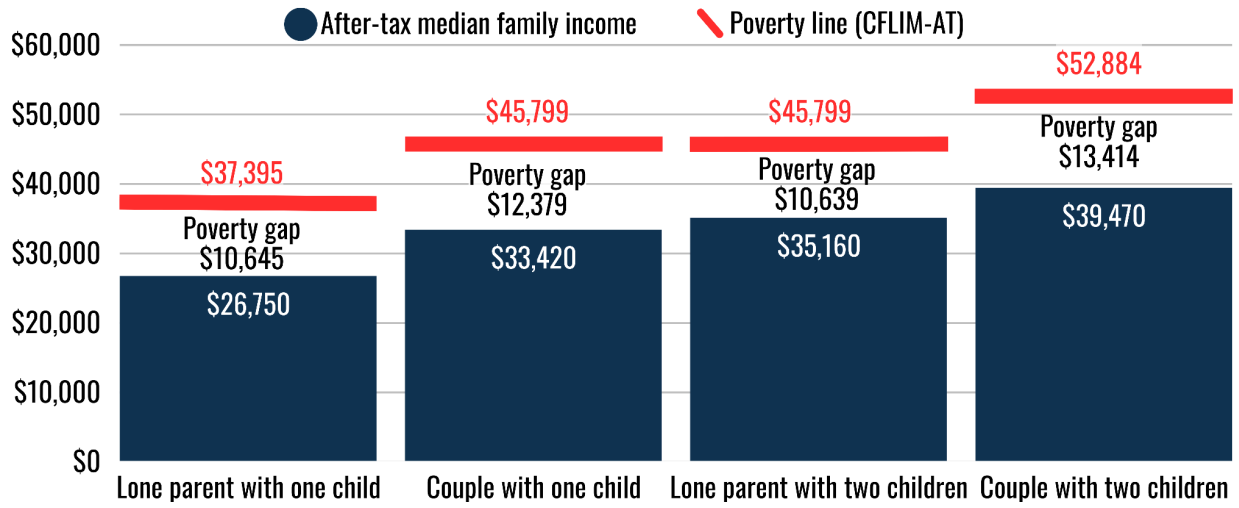 After-tax median family income
Poverty line (CFLIM-AT)
$60,000
$50,000
$40,000
$30,000
$20,000
$10,000
$0
$37,395
Poverty gap
$10,645
$26,750
$45,799
Poverty gap
$12,379
$33,420
$45,799
Poverty gap
$10,639
$35,160
$52,884
Poverty gap
$13,414
$39,470
Lone parent with one child
Couple with one child
Lone parent with two children
Couple with two children